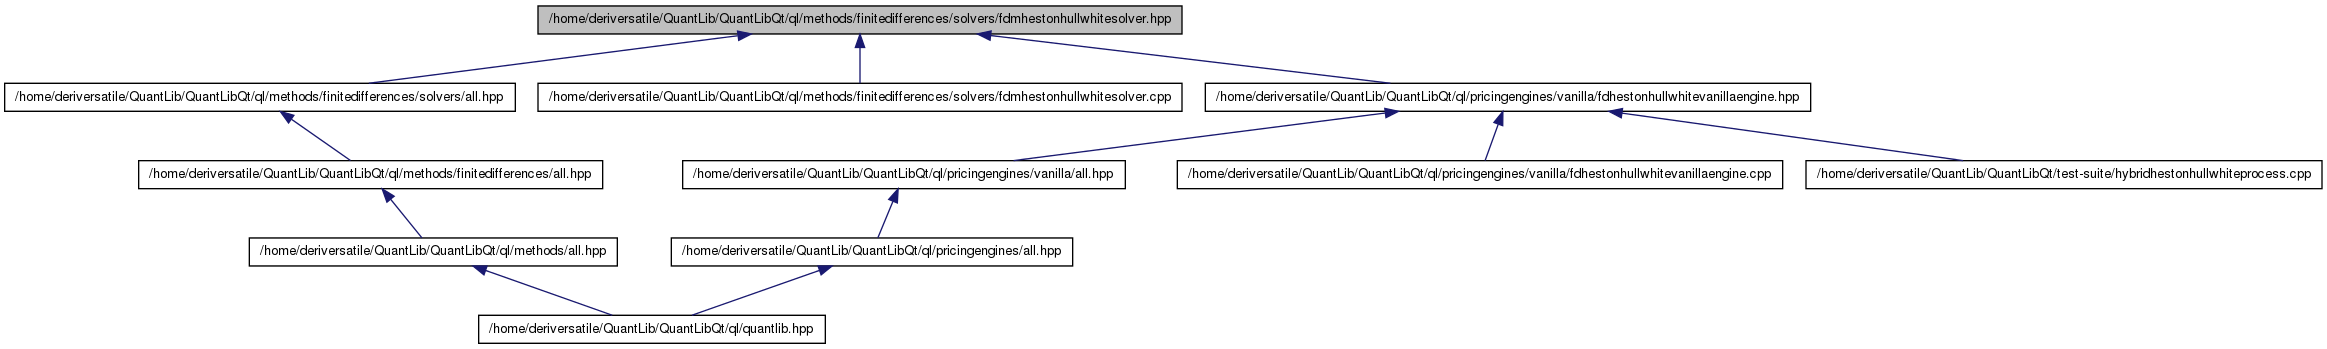 /home/deriversatile/QuantLib/QuantLibQt/ql/methods/finitedifferences/solvers/fdmhestonhullwhitesolver.hpp
/home/deriversatile/QuantLib/QuantLibQt/ql/methods/finitedifferences/solvers/all.hpp
/home/deriversatile/QuantLib/QuantLibQt/ql/methods/finitedifferences/solvers/fdmhestonhullwhitesolver.cpp
/home/deriversatile/QuantLib/QuantLibQt/ql/pricingengines/vanilla/fdhestonhullwhitevanillaengine.hpp
/home/deriversatile/QuantLib/QuantLibQt/ql/methods/finitedifferences/all.hpp
/home/deriversatile/QuantLib/QuantLibQt/ql/pricingengines/vanilla/all.hpp
/home/deriversatile/QuantLib/QuantLibQt/ql/pricingengines/vanilla/fdhestonhullwhitevanillaengine.cpp
/home/deriversatile/QuantLib/QuantLibQt/test-suite/hybridhestonhullwhiteprocess.cpp
/home/deriversatile/QuantLib/QuantLibQt/ql/methods/all.hpp
/home/deriversatile/QuantLib/QuantLibQt/ql/pricingengines/all.hpp
/home/deriversatile/QuantLib/QuantLibQt/ql/quantlib.hpp